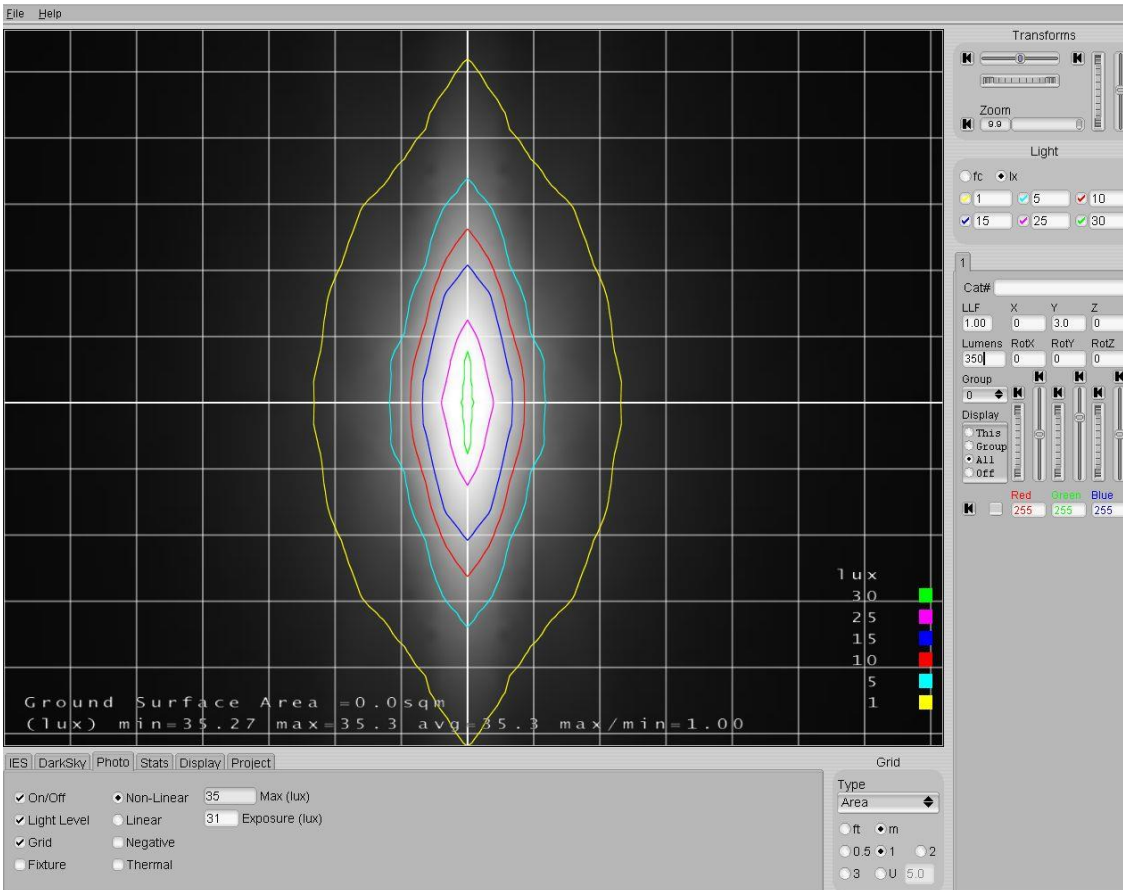 File Help
Transforms
0
Zoom
9.9
Light
fc lx
1 5 10
15 25 30
1
Cat#
LLF X Y Z
1.00 0 3.0 0
Lumens RotX RotY RotZ
350 0 0 0
Group
0
Display
This
Group
All
Off
Red Green Blue
255 255 255
lux
30
25
15
10
5
1
Ground Surface Area =0.0sqm
(lux) min=35.27 max=35.3 avg=35.3 max/min=1.00
IES DarkSky Photo Stats Display Project
On/Off Non-Linear 35 Max (lux)
Light Level Linear 31 Exposure (lux)
Grid Negative
Fixture Thermal
Grid
Type
Area
ft m
0.5 1 2
3 U 5.0